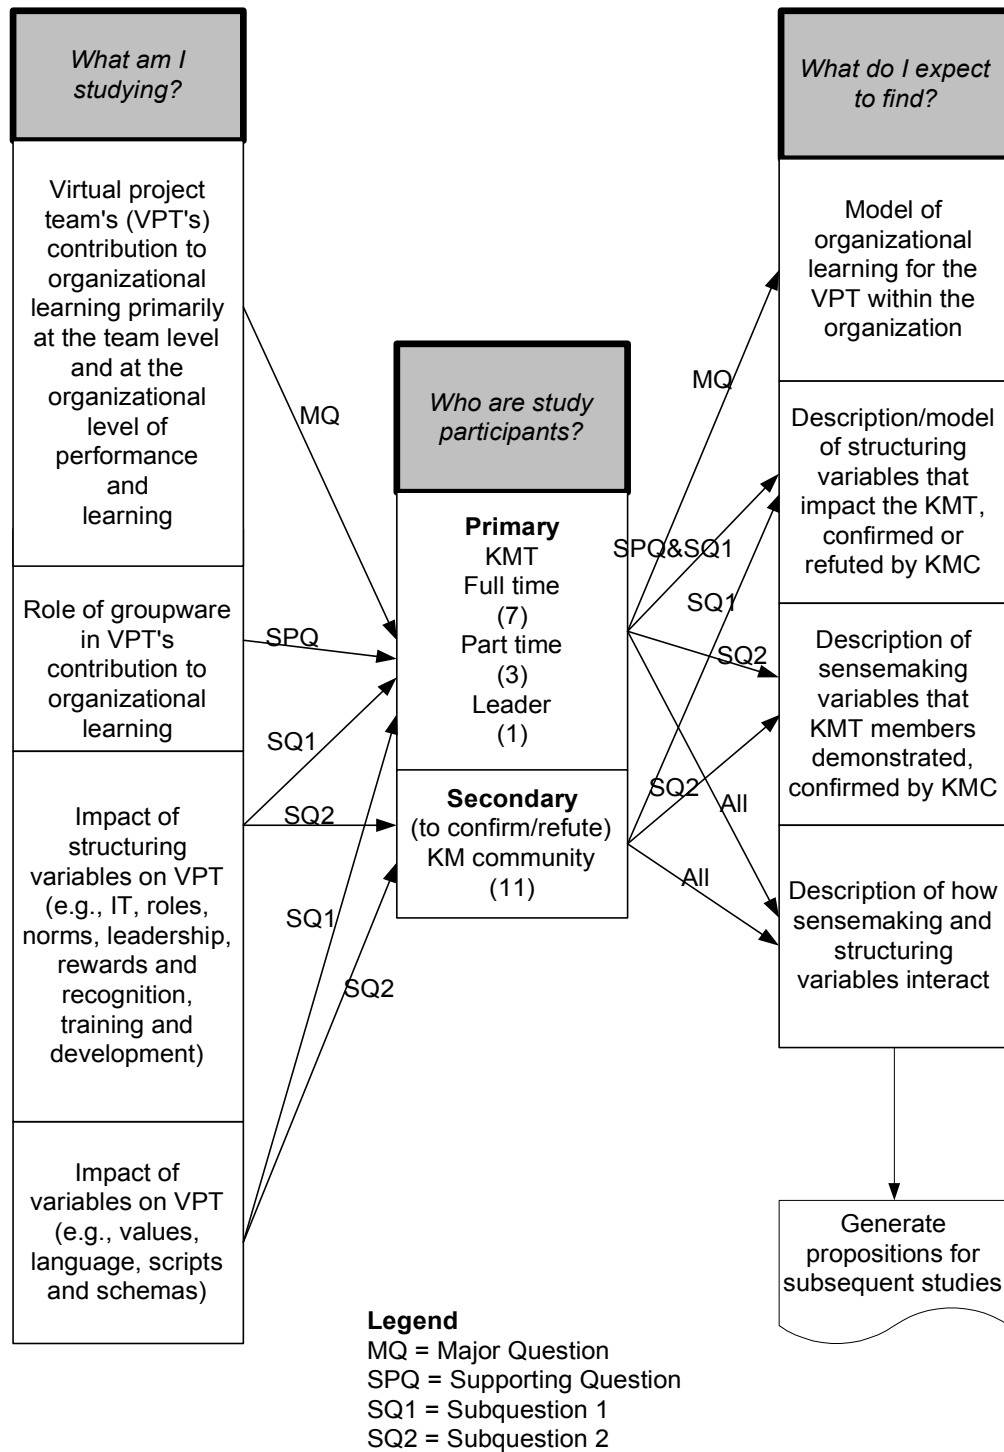 What am I
studying?
Virtual project
team's (VPT's)
contribution to
organizational
learning primarily
at the team level
and at the
organizational
level of
performance
and
learning
Role of groupware
in VPT's
contribution to
organizational
learning
Impact of
structuring
variables on VPT
(e.g., IT, roles,
norms, leadership,
rewards and
recognition,
training and
development)
Impact of
variables on VPT
(e.g., values,
language, scripts
and schemas)
MQ
SPQ
SQ1
SQ2
SQ1
SQ2
Who are study
participants?
Primary
KMT
Full time
(7)
Part time
(3)
Leader
(1)
Secondary
(to confirm/refute)
KM community
(11)
MQ
SPQ&SQ1
SQ1
SQ2
SQ2
All
All
What do I expect
to find?
Model of
organizational
learning for the
VPT within the
organization
Description/model
of structuring
variables that
impact the KMT,
confirmed or
refuted by KMC
Description of
sensemaking
variables that
KMT members
demonstrated,
confirmed by KMC
Description of how
sensemaking and
structuring
variables interact
Generate
propositions for
subsequent studies
Legend
MQ = Major Question
SPQ = Supporting Question
SQ1 = Subquestion 1
SQ2 = Subquestion 2